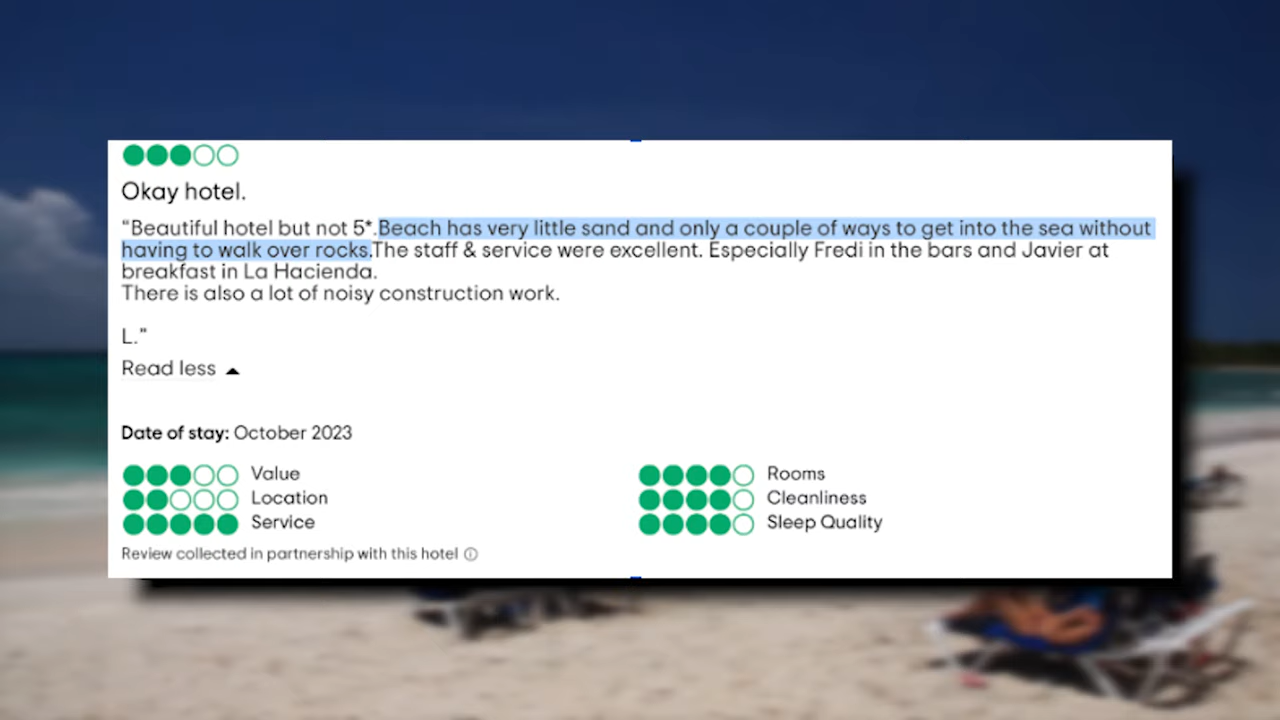 Okay hotel.
“Beautiful hotel but not 5*.Beach has very little sand and only a couple of ways to get into the sea without
having to walk over rocks.The staff & service were excellent. Especially Fredi in the bars and Javier at
breakfast in La Hacienda.
There is also a lot of noisy construction work.
L.”
Read less
Date of stay: October 2023
Value
Location
Service
Rooms
Cleanliness
Sleep Quality
Review collected in partnership with this hotel